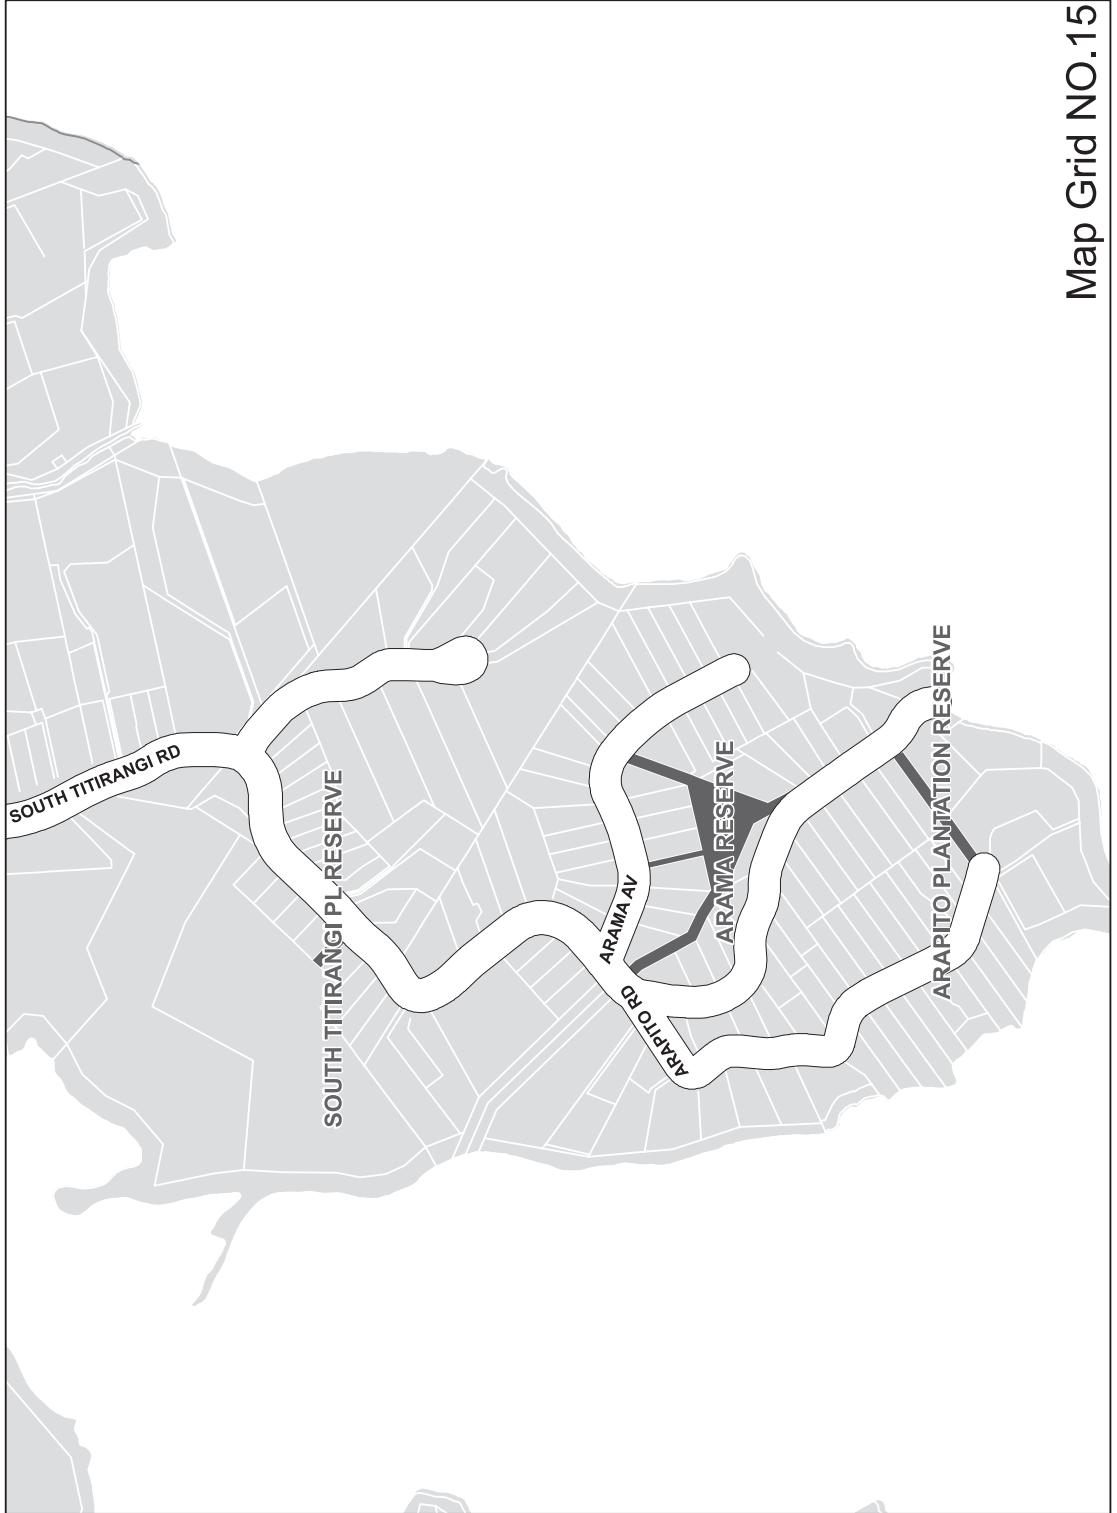 Map Grid NO.15
SOUTH TITIRANGI RD
SOUTH TITIRANGI PL RESERVE
ARAMA AV
ARAMA RESERVE
ARAPITO RD
ARAPITO PLANTATION RESERVE